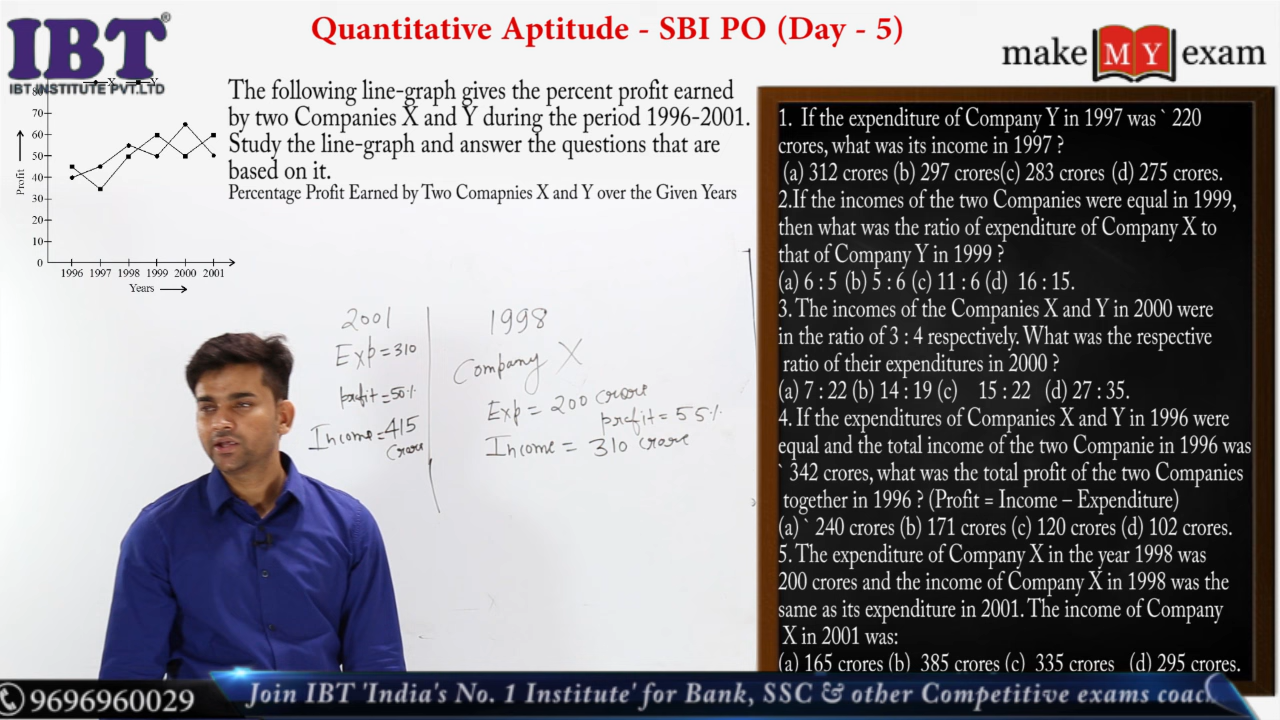 IBT
®
IBT INSTITUTE PVT.LTD
Quantitative Aptitude - SBI PO (Day - 5)
make MY exam
X Y
80
70
60
50
40
30
20
10
0
Profit
1996 1997 1998 1999 2000 2001
Years
The following line-graph gives the percent profit earned
by two Companies X and Y during the period 1996-2001.
Study the line-graph and answer the questions that are
based on it.
Percentage Profit Earned by Two Comapnies X and Y over the Given Years
2001
Exp = 310
profit = 50%
Income = 415
crore
1998
Company X
Exp = 200 crore
profit = 55%
Income = 310 crore
1. If the expenditure of Company Y in 1997 was ` 220
crores, what was its income in 1997 ?
(a) 312 crores (b) 297 crores(c) 283 crores (d) 275 crores.
2.If the incomes of the two Companies were equal in 1999,
then what was the ratio of expenditure of Company X to
that of Company Y in 1999 ?
(a) 6 : 5 (b) 5 : 6 (c) 11 : 6 (d) 16 : 15.
3. The incomes of the Companies X and Y in 2000 were
in the ratio of 3 : 4 respectively. What was the respective
ratio of their expenditures in 2000 ?
(a) 7 : 22 (b) 14 : 19 (c) 15 : 22 (d) 27 : 35.
4. If the expenditures of Companies X and Y in 1996 were
equal and the total income of the two Companie in 1996 was
` 342 crores, what was the total profit of the two Companies
together in 1996 ? (Profit = Income – Expenditure)
(a) ` 240 crores (b) 171 crores (c) 120 crores (d) 102 crores.
5. The expenditure of Company X in the year 1998 was
200 crores and the income of Company X in 1998 was the
same as its expenditure in 2001. The income of Company
X in 2001 was:
(a) 165 crores (b) 385 crores (c) 335 crores (d) 295 crores.
9696960029
Join IBT 'India's No. 1 Institute' for Bank, SSC & other Competitive exams coac